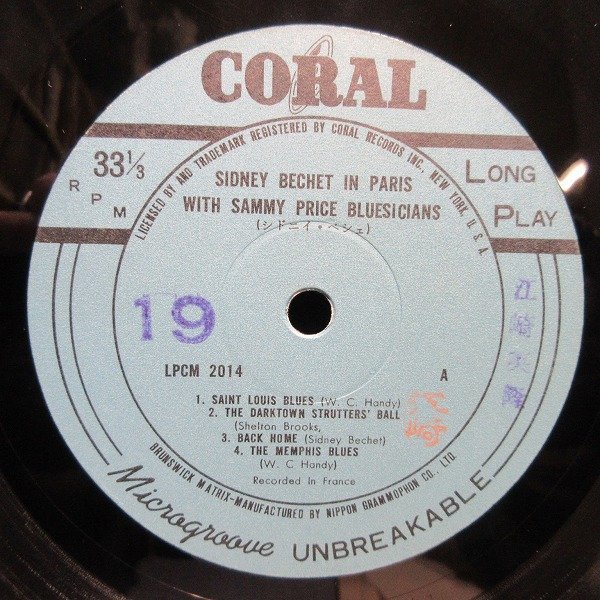 CORAL
LICENSED BY AND TRADEMARK REGISTERED BY CORAL RECORDS INC., NEW YORK, U.S.A.
33 1/3
RPM
LONG
PLAY
SIDNEY BECHET IN PARIS
WITH SAMMY PRICE BLUESICIANS
(シドニイ・ベシェ)
19
LPCM 2014
A
1. SAINT LOUIS BLUES (W. C. Handy)
2. THE DARKTOWN STRUTTERS' BALL
(Shelton Brooks,
3. BACK HOME (Sidney Bechet)
4. THE MEMPHIS BLUES
(W. C Handy)
Recorded In France
BRUNSWICK MATRIX-MANUFACTURED BY NIPPON GRAMMOPHON CO., LTD.
Microgroove UNBREAKABLE